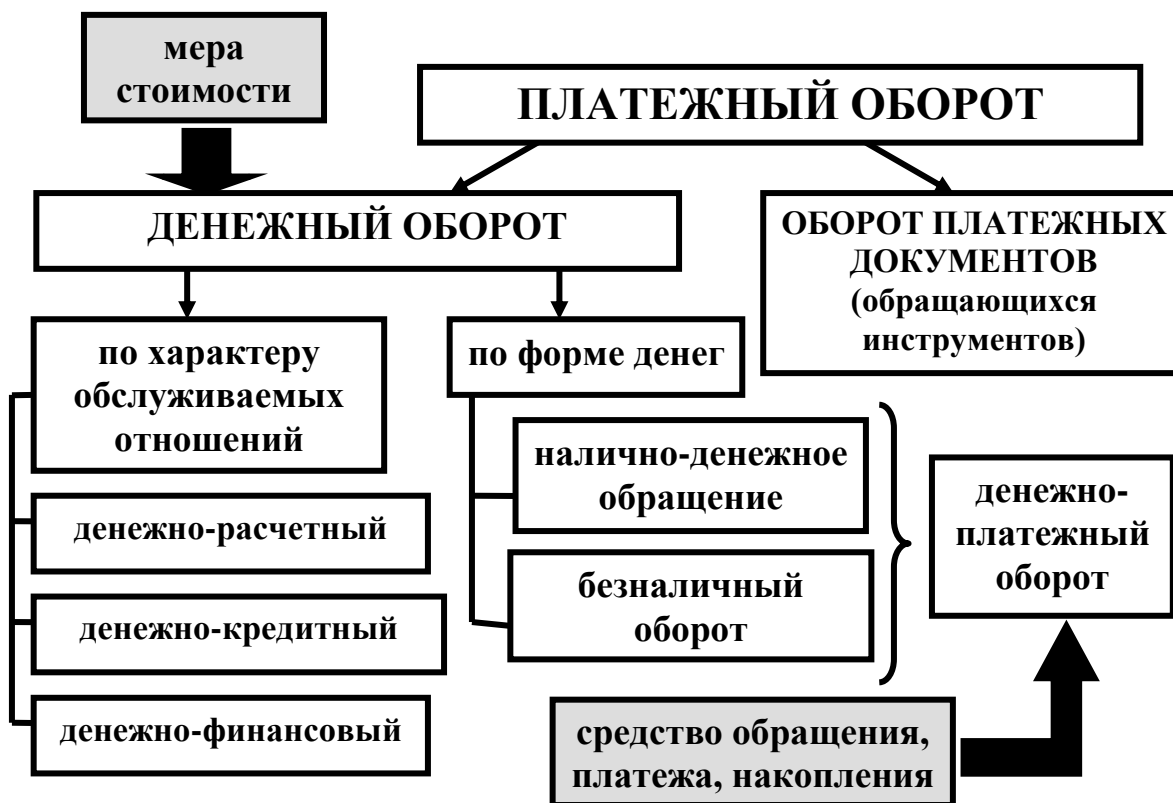 мера
стоимости
ПЛАТЕЖНЫЙ ОБОРОТ
ДЕНЕЖНЫЙ ОБОРОТ
ОБОРОТ ПЛАТЕЖНЫХ
ДОКУМЕНТОВ
(обращающихся
инструментов)
по характеру
обслуживаемых
отношений
по форме денег
налично-денежное
обращение
денежно-
платежный
оборот
денежно-расчетный
безналичный
оборот
денежно-кредитный
денежно-финансовый
средство обращения,
платежа, накопления